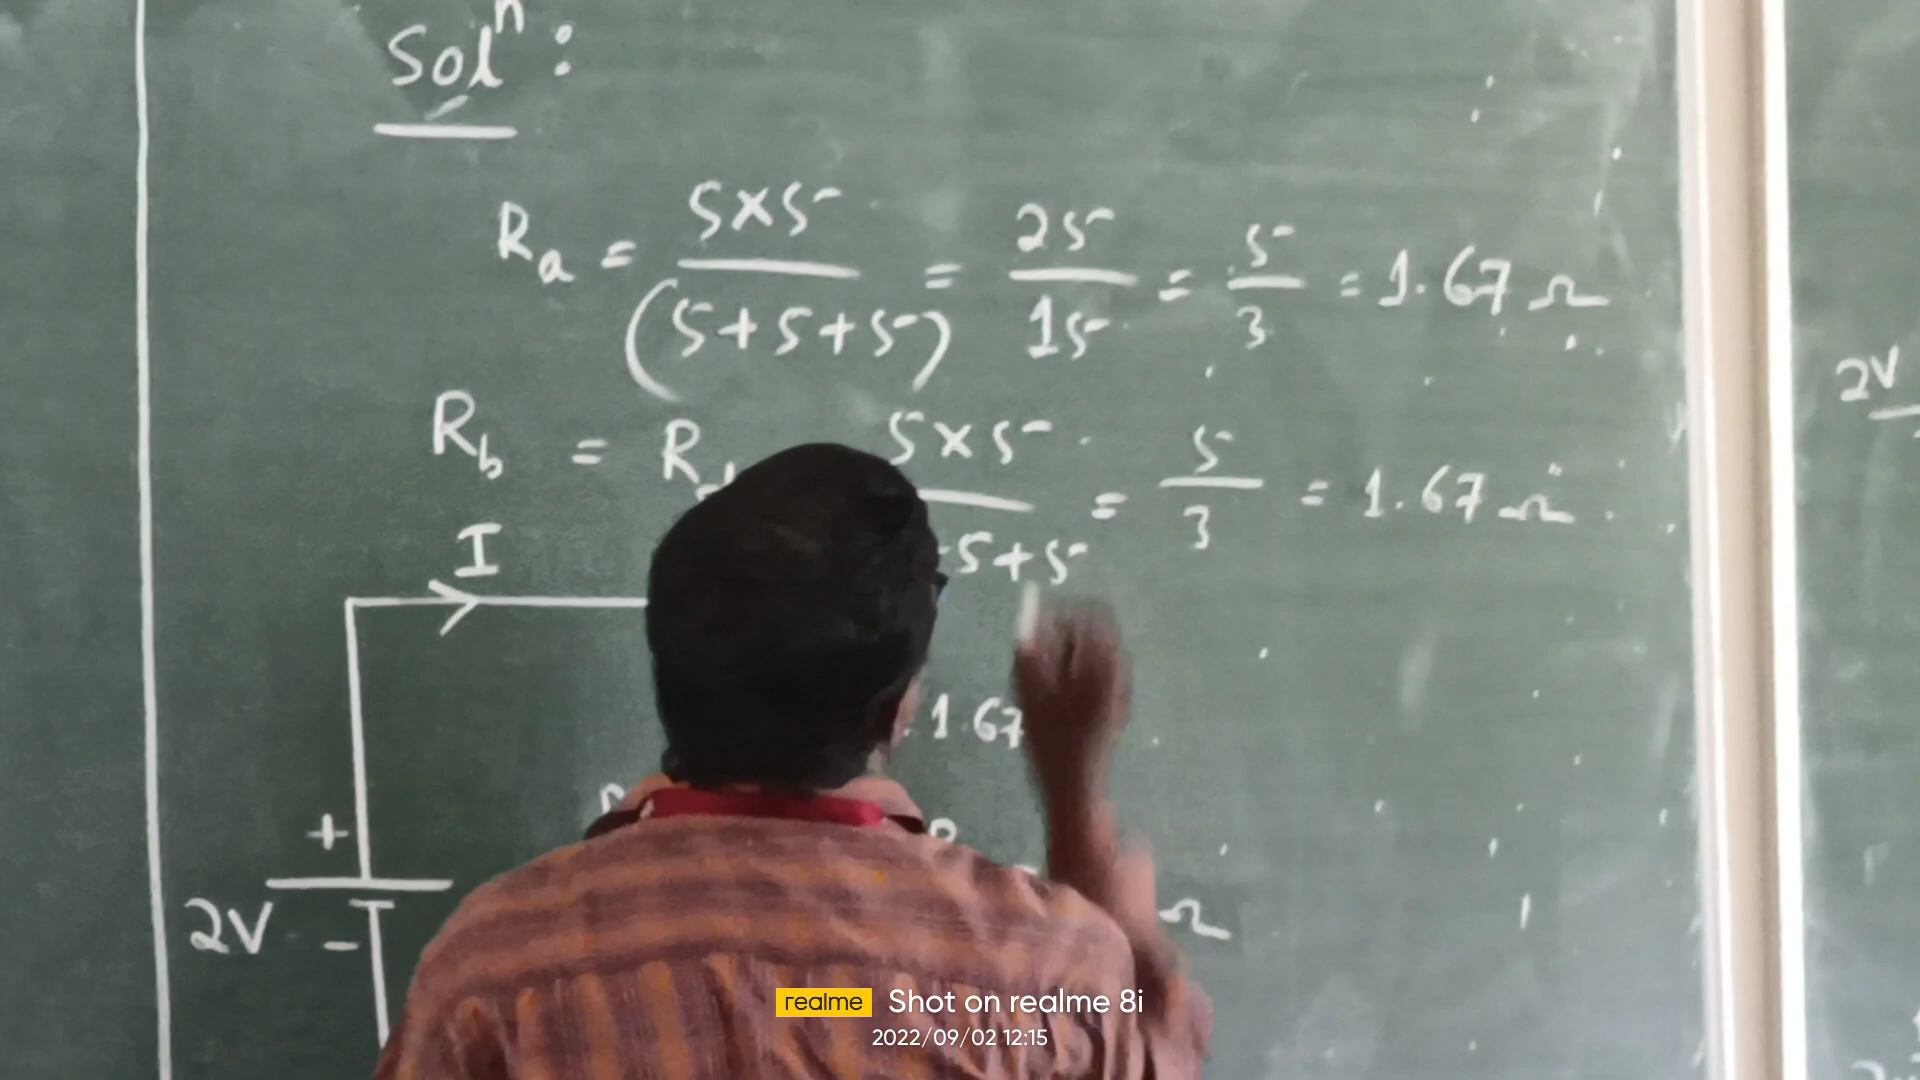 Solⁿ :
Ra = 5×5 / (5+5+5) = 25 / 15 = 5 / 3 = 1.67 Ω
Rb = R 5×5 / 5+5 = 5 / 3 = 1.67 Ω
I
1.67
+
2V
-
Ω
2V
realme Shot on realme 8i
2022/09/02 12:15